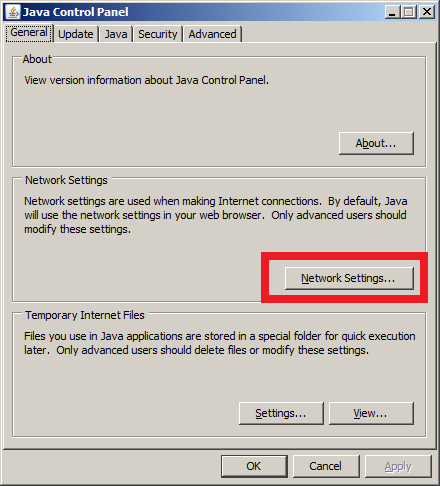 Java Control Panel
General Update Java Security Advanced
About
View version information about Java Control Panel.
About...
Network Settings
Network settings are used when making Internet connections. By default, Java
will use the network settings in your web browser. Only advanced users should
modify these settings.
Network Settings...
Temporary Internet Files
Files you use in Java applications are stored in a special folder for quick execution
later. Only advanced users should delete files or modify these settings.
Settings... View...
OK Cancel Apply